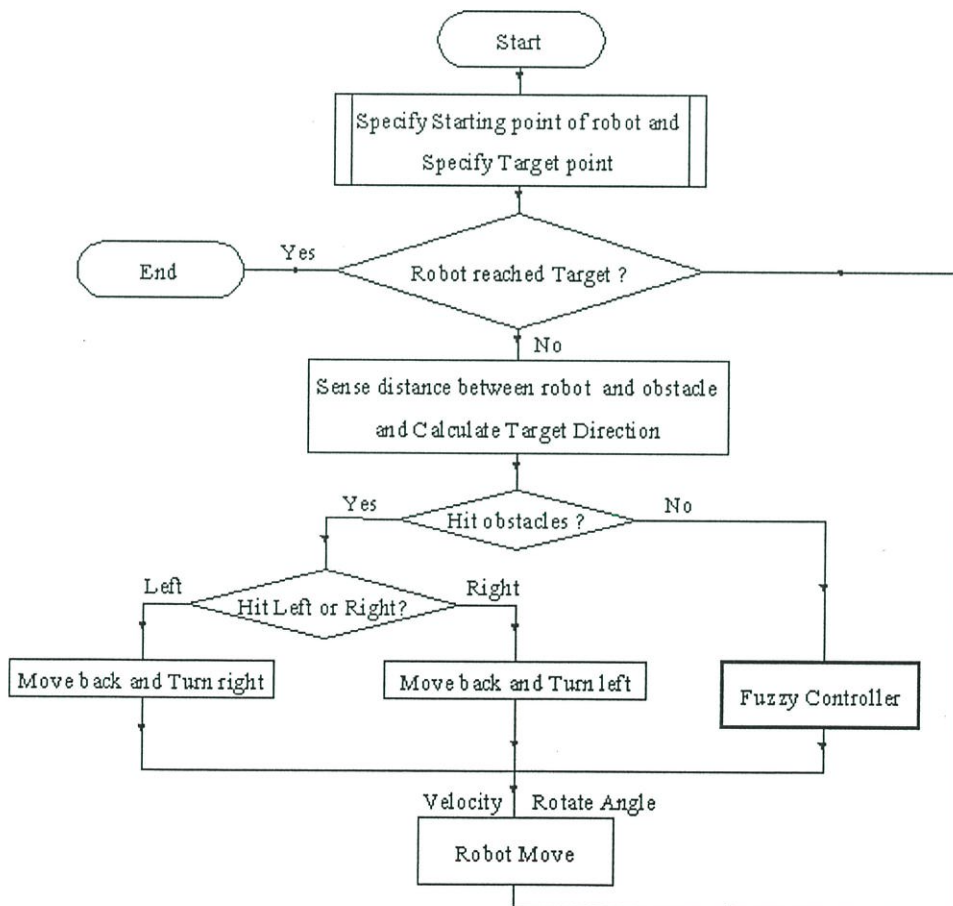 Start
Specify Starting point of robot and
Specify Target point
Yes
End
Robot reached Target ?
No
Sense distance between robot and obstacle
and Calculate Target Direction
Yes
No
Hit obstacles ?
Left
Right
Hit Left or Right?
Move back and Turn right
Move back and Turn left
Fuzzy Controller
Velocity
Rotate Angle
Robot Move